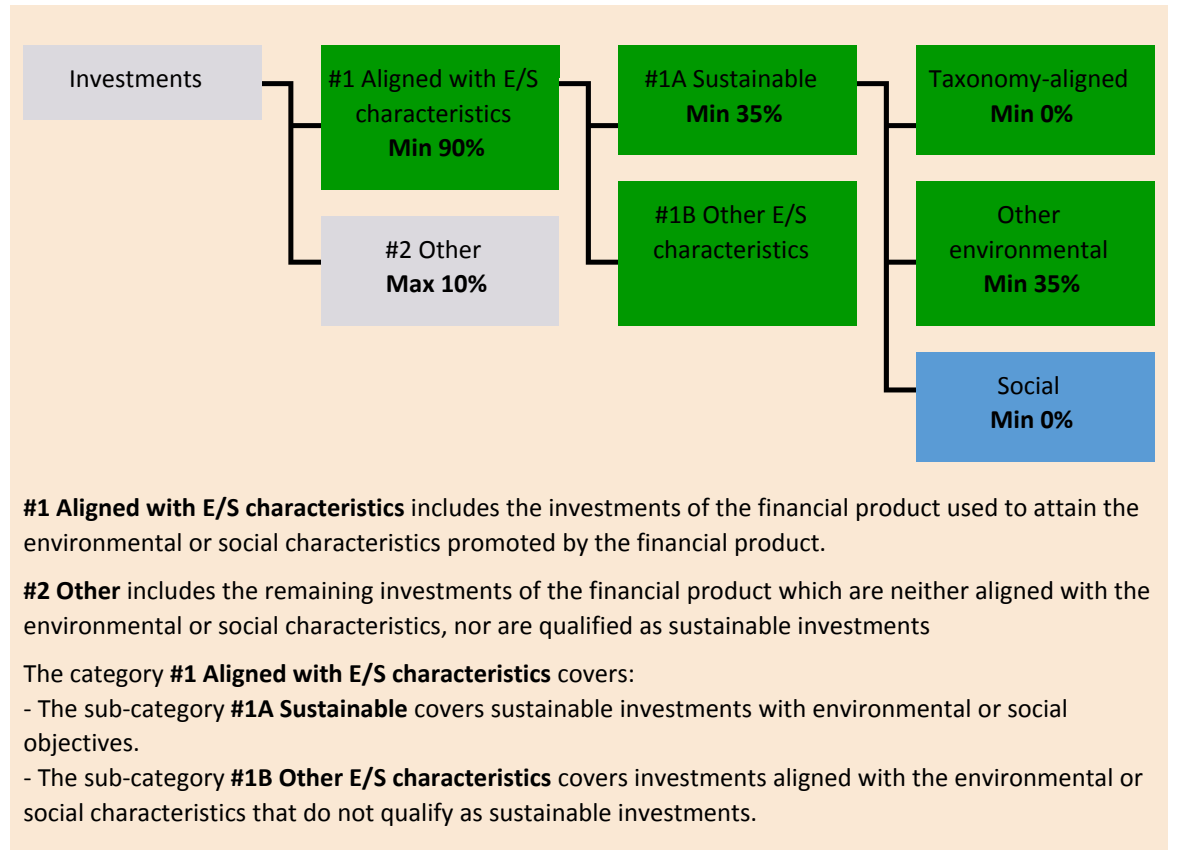 Investments
#1 Aligned with E/S
characteristics
Min 90%
#2 Other
Max 10%
#1A Sustainable
Min 35%
#1B Other E/S
characteristics
Taxonomy-aligned
Min 0%
Other
environmental
Min 35%
Social
Min 0%
#1 Aligned with E/S characteristics includes the investments of the financial product used to attain the
environmental or social characteristics promoted by the financial product.
#2 Other includes the remaining investments of the financial product which are neither aligned with the
environmental or social characteristics, nor are qualified as sustainable investments
The category #1 Aligned with E/S characteristics covers:
- The sub-category #1A Sustainable covers sustainable investments with environmental or social
objectives.
- The sub-category #1B Other E/S characteristics covers investments aligned with the environmental or
social characteristics that do not qualify as sustainable investments.